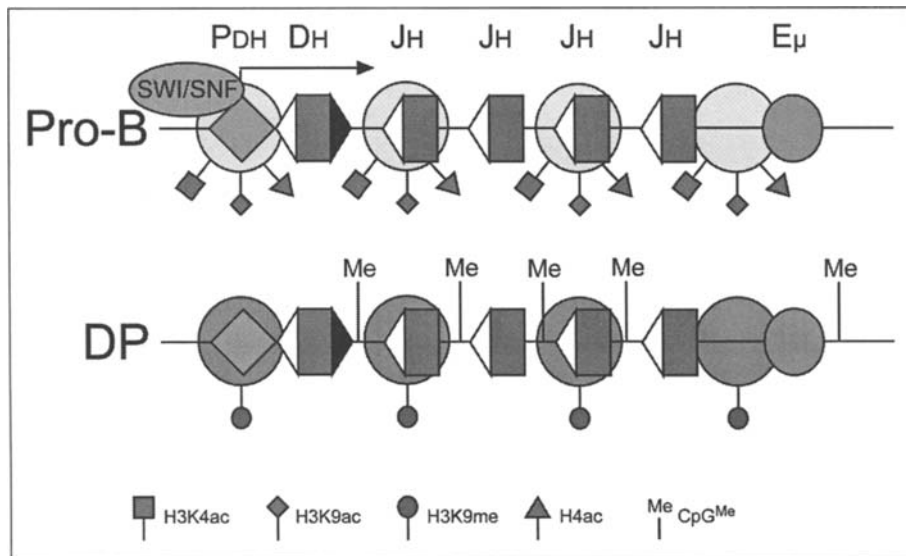 PDH DH JH JH JH JH Eμ
SWI/SNF
Pro-B
Me Me Me Me Me
DP
H3K4ac H3K9ac H3K9me H4ac Me CpGMe